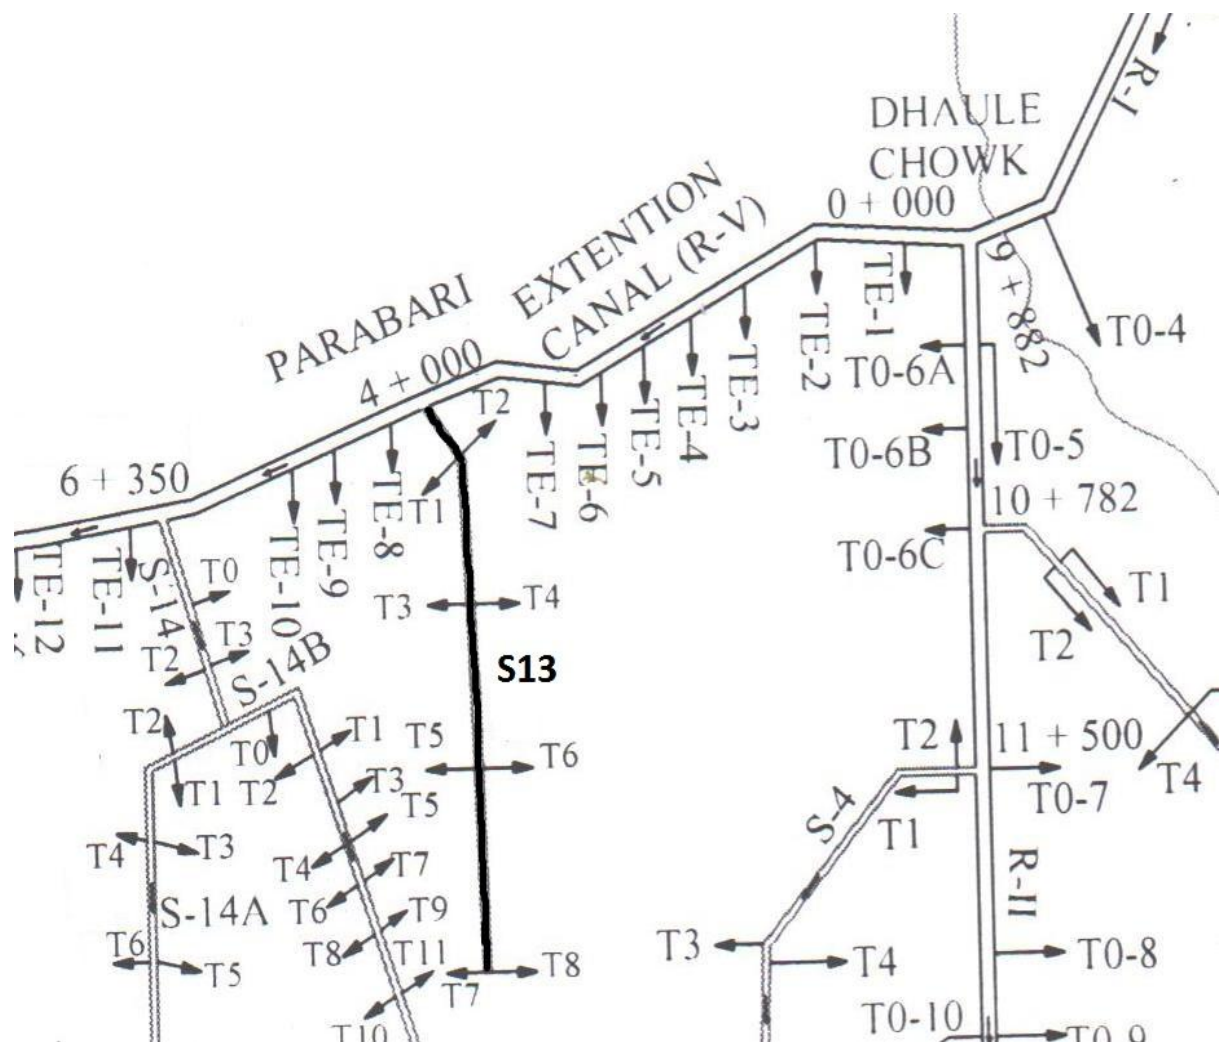 R-I
DHAULE
CHOWK
0 + 000
9 + 882
EXTENTION
CANAL (R-V)
PARABARI
4 + 000
6 + 350
TE-1
TE-2
TE-3
TE-4
TE-5
TE-6
TE-7
TE-8
TE-9
TE-10
TE-11
TE-12
T0-4
T0-6A
T0-6B
T0-5
10 + 782
T0-6C
T1
T2
T4
T2
T1
T3
T4
S13
T5
T6
T7
T8
S-14
T0
T3
T2
S-14B
T2
T0
T1
T1
T2
T3
T5
T4
T3
T4
T7
T6
T9
T8
T11
T10
S-14A
T6
T5
T2
11 + 500
T0-7
S-4
T1
R-II
T3
T4
T0-8
T0-10
T0-9